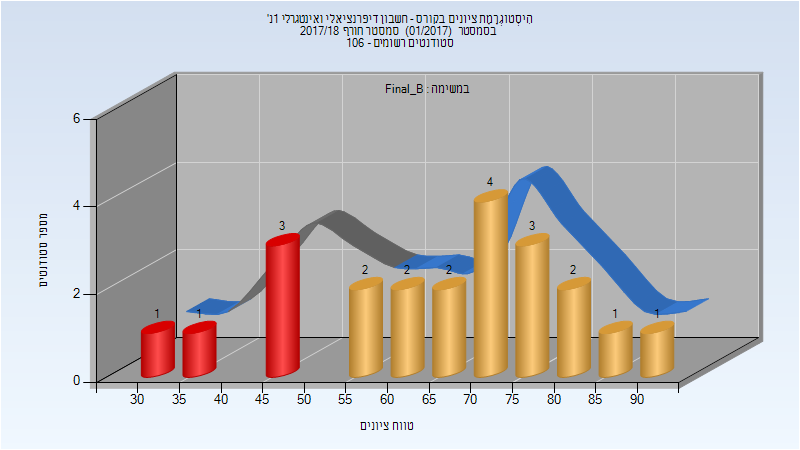 היסטוגרמת ציונים בקורס - חשבון דיפרנציאלי ואינטגרלי 1נ'
בסמסטר (01/2017) סמסטר חורף 2017/18
סטודנטים רשומים - 106
במשימה : Final_B
מספר סטודנטים
6
4
2
0
1
1
3
2
2
2
4
3
2
1
1
30 35 40 45 50 55 60 65 70 75 80 85 90
טווח ציונים